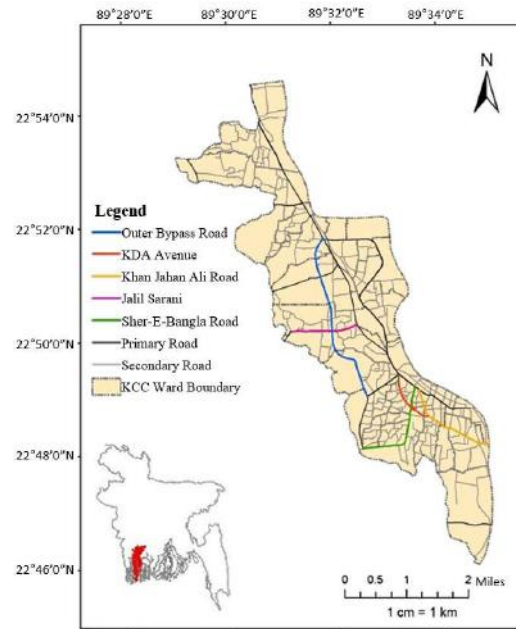 89°28'0"E 89°30'0"E 89°32'0"E 89°34'0"E
N
22°54'0"N
22°52'0"N
Legend
Outer Bypass Road
KDA Avenue
Khan Jahan Ali Road
Jalil Sarani
Sher-E-Bangla Road
Primary Road
Secondary Road
KCC Ward Boundary
22°50'0"N
22°48'0"N
22°46'0"N
0 0.5 1 2 Miles
1 cm = 1 km